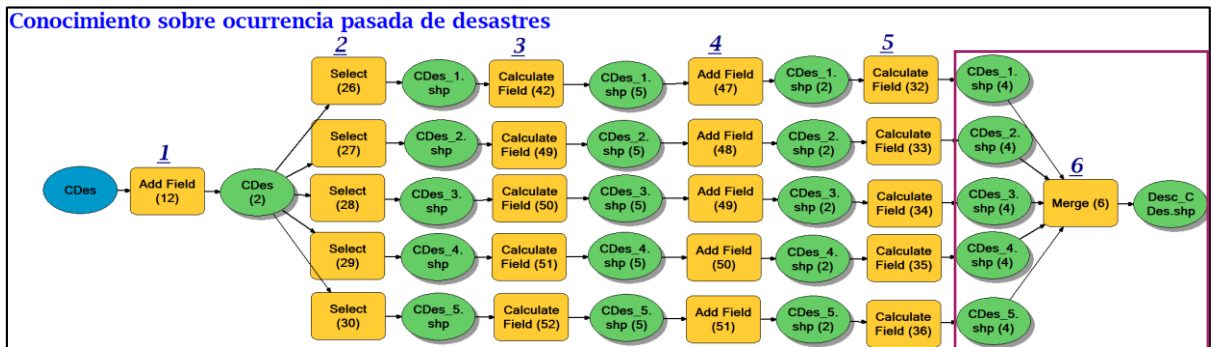 Conocimiento sobre ocurrencia pasada de desastres
1
2
3
4
5
6
CDes
Add Field
(12)
CDes
(2)
Select
(26)
CDes_1.
shp
Calculate
Field (42)
CDes_1.
shp (5)
Add Field
(47)
CDes_1.
shp (2)
Calculate
Field (32)
CDes_1.
shp (4)
Select
(27)
CDes_2.
shp
Calculate
Field (49)
CDes_2.
shp (5)
Add Field
(48)
CDes_2.
shp (2)
Calculate
Field (33)
CDes_2.
shp (4)
Select
(28)
CDes_3.
shp
Calculate
Field (50)
CDes_3.
shp (5)
Add Field
(49)
CDes_3.
shp (2)
Calculate
Field (34)
CDes_3.
shp (4)
Select
(29)
CDes_4.
shp
Calculate
Field (51)
CDes_4.
shp (5)
Add Field
(50)
CDes_4.
shp (2)
Calculate
Field (35)
CDes_4.
shp (4)
Select
(30)
CDes_5.
shp
Calculate
Field (52)
CDes_5.
shp (5)
Add Field
(51)
CDes_5.
shp (2)
Calculate
Field (36)
CDes_5.
shp (4)
Merge (6)
Desc_C
Des.shp